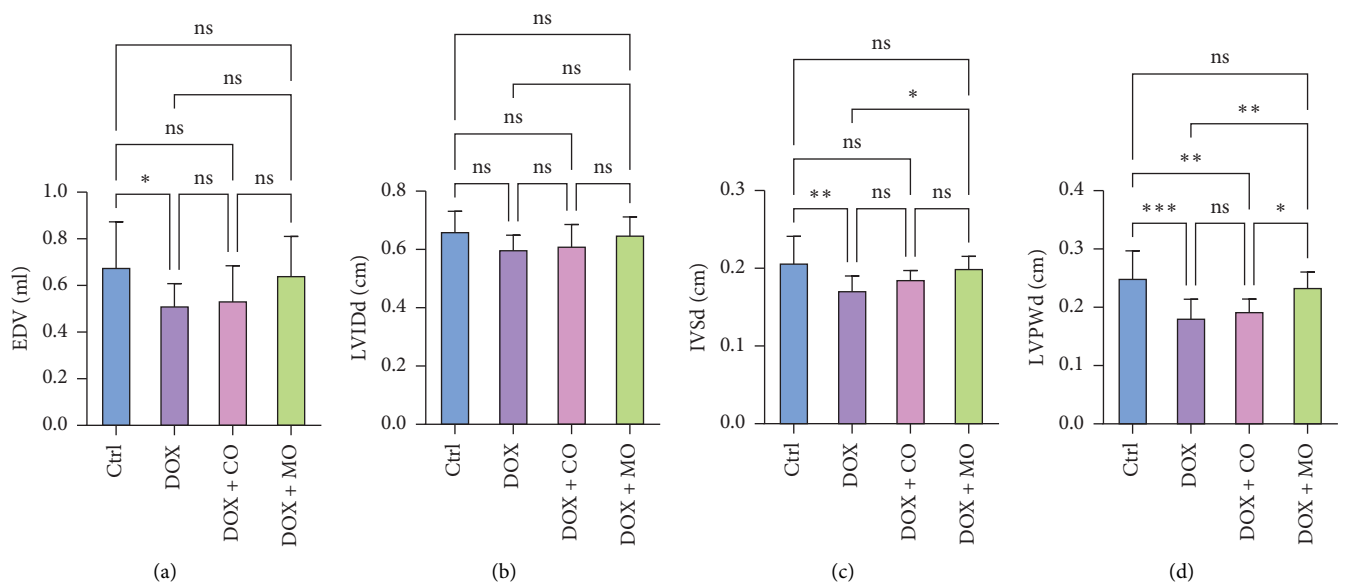 ns
ns
ns
* ns ns
1.0
0.8
0.6
0.4
0.2
0.0
EDV (ml)
Ctrl
DOX
DOX + CO
DOX + MO
(a)
ns
ns
ns
ns ns ns
0.8
0.6
0.4
0.2
0.0
LVIDd (cm)
Ctrl
DOX
DOX + CO
DOX + MO
(b)
ns
*
ns
** ns ns
0.3
0.2
0.1
0.0
IVSd (cm)
Ctrl
DOX
DOX + CO
DOX + MO
(c)
ns
**
**
*** ns *
0.4
0.3
0.2
0.1
0.0
LVPWd (cm)
Ctrl
DOX
DOX + CO
DOX + MO
(d)